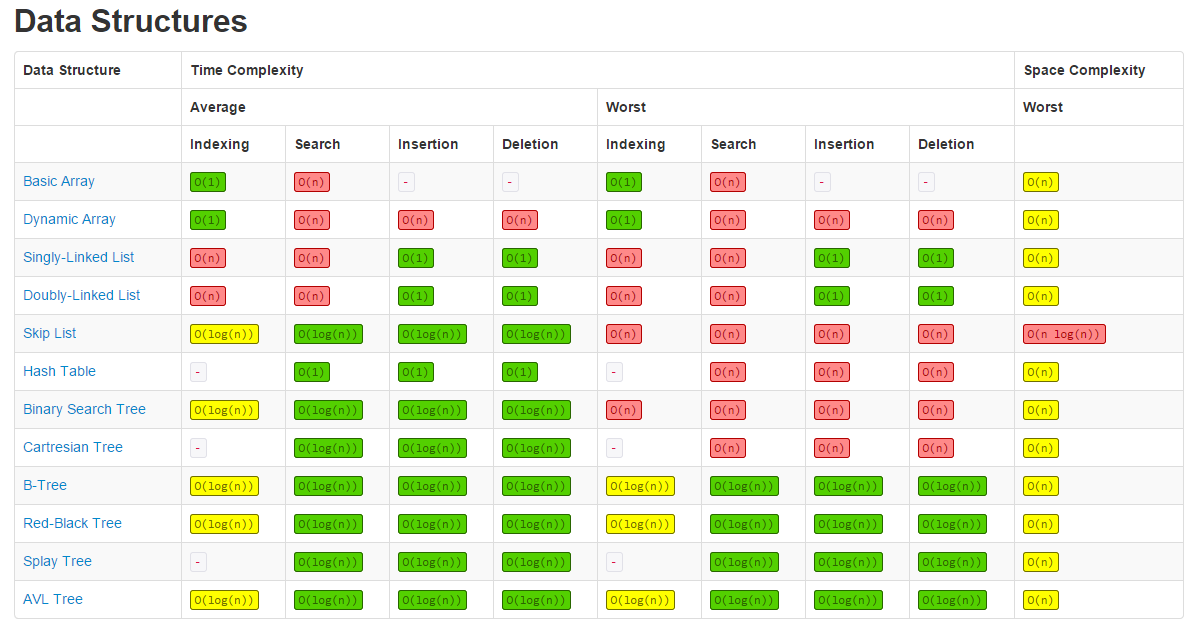 Data Structures
Data Structure Time Complexity Space Complexity
Average Worst Worst
Indexing Search Insertion Deletion Indexing Search Insertion Deletion
Basic Array O(1) O(n) - - O(1) O(n) - - O(n)
Dynamic Array O(1) O(n) O(n) O(n) O(1) O(n) O(n) O(n) O(n)
Singly-Linked List O(n) O(n) O(1) O(1) O(n) O(n) O(1) O(1) O(n)
Doubly-Linked List O(n) O(n) O(1) O(1) O(n) O(n) O(1) O(1) O(n)
Skip List O(log(n)) O(log(n)) O(log(n)) O(log(n)) O(n) O(n) O(n) O(n) O(n log(n))
Hash Table - O(1) O(1) O(1) - O(n) O(n) O(n) O(n)
Binary Search Tree O(log(n)) O(log(n)) O(log(n)) O(log(n)) O(n) O(n) O(n) O(n) O(n)
Cartresian Tree - O(log(n)) O(log(n)) O(log(n)) - O(n) O(n) O(n) O(n)
B-Tree O(log(n)) O(log(n)) O(log(n)) O(log(n)) O(log(n)) O(log(n)) O(log(n)) O(log(n)) O(n)
Red-Black Tree O(log(n)) O(log(n)) O(log(n)) O(log(n)) O(log(n)) O(log(n)) O(log(n)) O(log(n)) O(n)
Splay Tree - O(log(n)) O(log(n)) O(log(n)) - O(log(n)) O(log(n)) O(log(n)) O(n)
AVL Tree O(log(n)) O(log(n)) O(log(n)) O(log(n)) O(log(n)) O(log(n)) O(log(n)) O(log(n)) O(n)